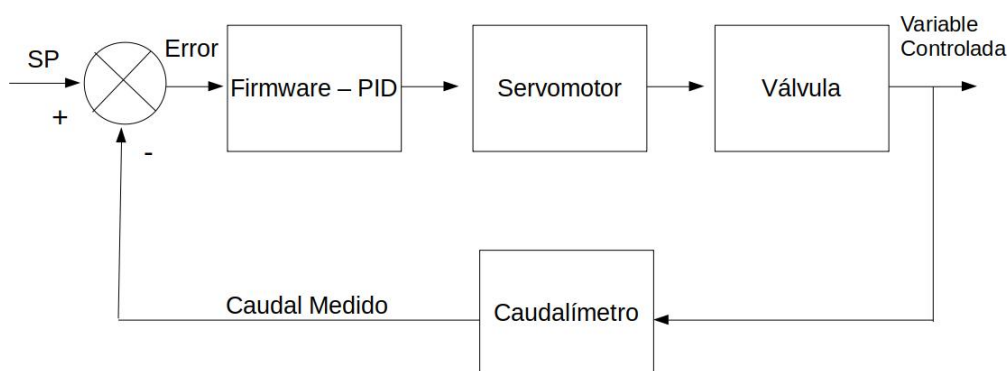 SP
+
-
Error
Firmware – PID
Servomotor
Válvula
Variable
Controlada
Caudal Medido
Caudalímetro